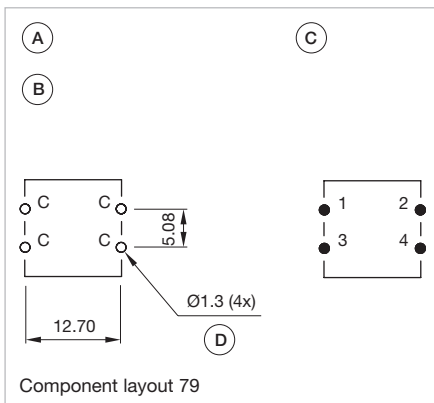 A
C
B
C C
C C
5.08
1 2
3 4
Ø1.3 (4x)
12.70
D
Component layout 79